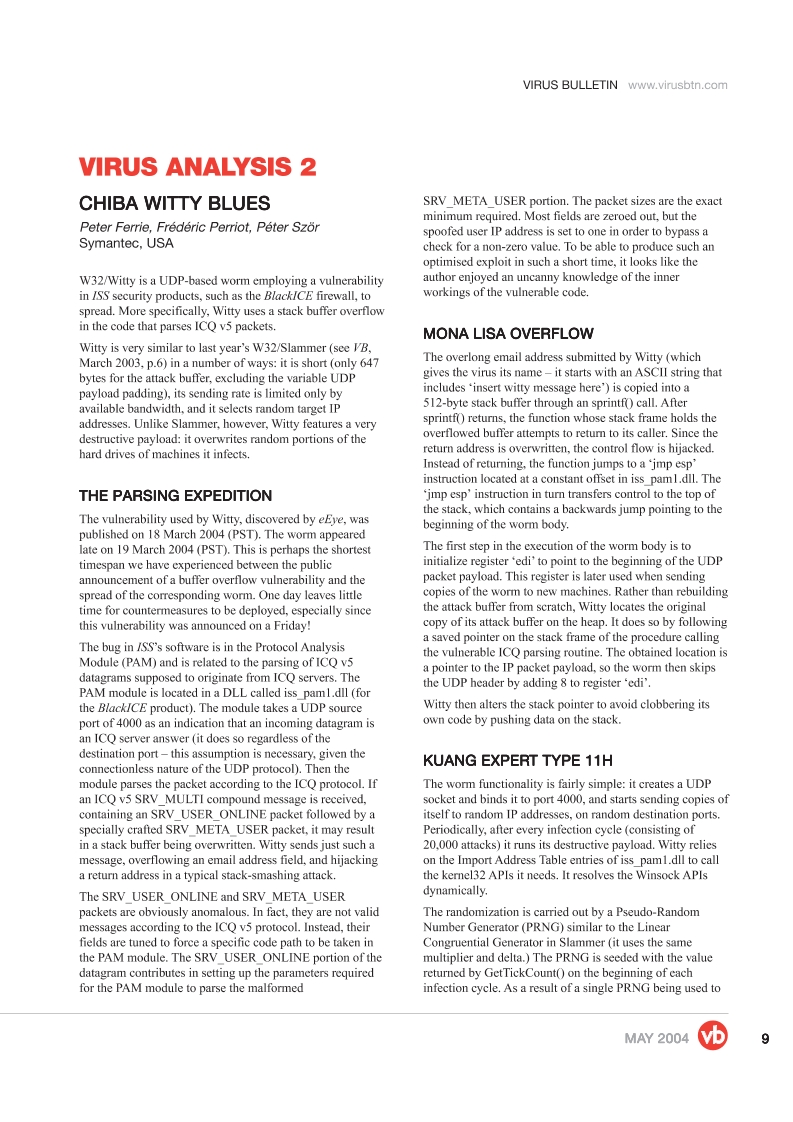 VIRUS BULLETIN www.virusbtn.com
VIRUS ANALYSIS 2
CHIBA WITTY BLUES
Peter Ferrie, Frédéric Perriot, Péter Ször
Symantec, USA
W32/Witty is a UDP-based worm employing a vulnerability
in ISS security products, such as the BlackICE firewall, to
spread. More specifically, Witty uses a stack buffer overflow
in the code that parses ICQ v5 packets.
Witty is very similar to last year’s W32/Slammer (see VB,
March 2003, p.6) in a number of ways: it is short (only 647
bytes for the attack buffer, excluding the variable UDP
payload padding), its sending rate is limited only by
available bandwidth, and it selects random target IP
addresses. Unlike Slammer, however, Witty features a very
destructive payload: it overwrites random portions of the
hard drives of machines it infects.
THE PARSING EXPEDITION
The vulnerability used by Witty, discovered by eEye, was
published on 18 March 2004 (PST). The worm appeared
late on 19 March 2004 (PST). This is perhaps the shortest
timespan we have experienced between the public
announcement of a buffer overflow vulnerability and the
spread of the corresponding worm. One day leaves little
time for countermeasures to be deployed, especially since
this vulnerability was announced on a Friday!
The bug in ISS’s software is in the Protocol Analysis
Module (PAM) and is related to the parsing of ICQ v5
datagrams supposed to originate from ICQ servers. The
PAM module is located in a DLL called iss_pam1.dll (for
the BlackICE product). The module takes a UDP source
port of 4000 as an indication that an incoming datagram is
an ICQ server answer (it does so regardless of the
destination port – this assumption is necessary, given the
connectionless nature of the UDP protocol). Then the
module parses the packet according to the ICQ protocol. If
an ICQ v5 SRV_MULTI compound message is received,
containing an SRV_USER_ONLINE packet followed by a
specially crafted SRV_META_USER packet, it may result
in a stack buffer being overwritten. Witty sends just such a
message, overflowing an email address field, and hijacking
a return address in a typical stack-smashing attack.
The SRV_USER_ONLINE and SRV_META_USER
packets are obviously anomalous. In fact, they are not valid
messages according to the ICQ v5 protocol. Instead, their
fields are tuned to force a specific code path to be taken in
the PAM module. The SRV_USER_ONLINE portion of the
datagram contributes in setting up the parameters required
for the PAM module to parse the malformed
SRV_META_USER portion. The packet sizes are the exact
minimum required. Most fields are zeroed out, but the
spoofed user IP address is set to one in order to bypass a
check for a non-zero value. To be able to produce such an
optimised exploit in such a short time, it looks like the
author enjoyed an uncanny knowledge of the inner
workings of the vulnerable code.
MONA LISA OVERFLOW
The overlong email address submitted by Witty (which
gives the virus its name – it starts with an ASCII string that
includes ‘insert witty message here’) is copied into a
512-byte stack buffer through an sprintf() call. After
sprintf() returns, the function whose stack frame holds the
overflowed buffer attempts to return to its caller. Since the
return address is overwritten, the control flow is hijacked.
Instead of returning, the function jumps to a ‘jmp esp’
instruction located at a constant offset in iss_pam1.dll. The
‘jmp esp’ instruction in turn transfers control to the top of
the stack, which contains a backwards jump pointing to the
beginning of the worm body.
The first step in the execution of the worm body is to
initialize register ‘edi’ to point to the beginning of the UDP
packet payload. This register is later used when sending
copies of the worm to new machines. Rather than rebuilding
the attack buffer from scratch, Witty locates the original
copy of its attack buffer on the heap. It does so by following
a saved pointer on the stack frame of the procedure calling
the vulnerable ICQ parsing routine. The obtained location is
a pointer to the IP packet payload, so the worm then skips
the UDP header by adding 8 to register ‘edi’.
Witty then alters the stack pointer to avoid clobbering its
own code by pushing data on the stack.
KUANG EXPERT TYPE 11H
The worm functionality is fairly simple: it creates a UDP
socket and binds it to port 4000, and starts sending copies of
itself to random IP addresses, on random destination ports.
Periodically, after every infection cycle (consisting of
20,000 attacks) it runs its destructive payload. Witty relies
on the Import Address Table entries of iss_pam1.dll to call
the kernel32 APIs it needs. It resolves the Winsock APIs
dynamically.
The randomization is carried out by a Pseudo-Random
Number Generator (PRNG) similar to the Linear
Congruential Generator in Slammer (it uses the same
multiplier and delta.) The PRNG is seeded with the value
returned by GetTickCount() on the beginning of each
infection cycle. As a result of a single PRNG being used to
MAY 2004 vb 9